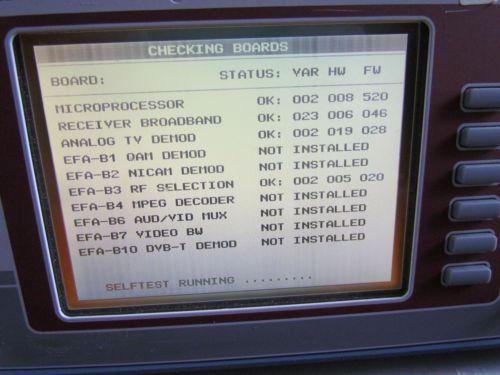 CHECKING BOARDS
BOARD: STATUS: VAR HW FW
MICROPROCESSOR OK: 002 008 520
RECEIVER BROADBAND OK: 023 006 046
ANALOG TV DEMOD OK: 002 019 028
EFA-B1 QAM DEMOD NOT INSTALLED
EFA-B2 NICAM DEMOD NOT INSTALLED
EFA-B3 RF SELECTION OK: 002 005 020
EFA-B4 MPEG DECODER NOT INSTALLED
EFA-B6 AUD/VID MUX NOT INSTALLED
EFA-B7 VIDEO BW NOT INSTALLED
EFA-B10 DVB-T DEMOD NOT INSTALLED
SELFTEST RUNNING .........